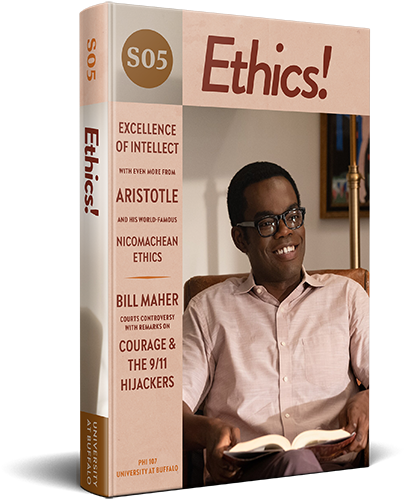 S05
Ethics!
UNIVERSITY
AT BUFFALO
S05
Ethics!
EXCELLENCE
OF INTELLECT
WITH EVEN MORE FROM
ARISTOTLE
AND HIS WORLD-FAMOUS
NICOMACHEAN
ETHICS
BILL MAHER
COURTS CONTROVERSY
WITH REMARKS ON
COURAGE &
THE 9/11
HIJACKERS
PHI 107
UNIVERSITY AT BUFFALO